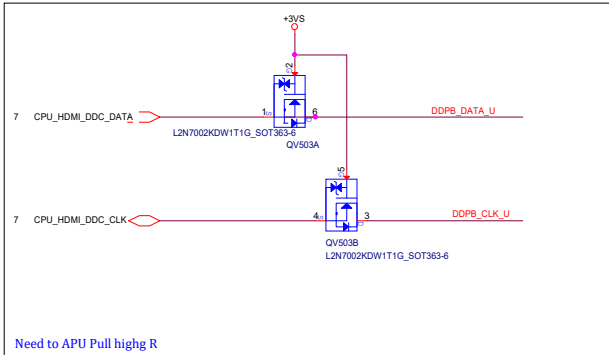 +3VS
2
7 CPU_HDMI_DDC_DATA 1 6 DDPB_DATA_U
L2N7002KDW1T1G_SOT363-6
QV503A
5
7 CPU_HDMI_DDC_CLK 4 3 DDPB_CLK_U
QV503B
L2N7002KDW1T1G_SOT363-6
Need to APU Pull highg R